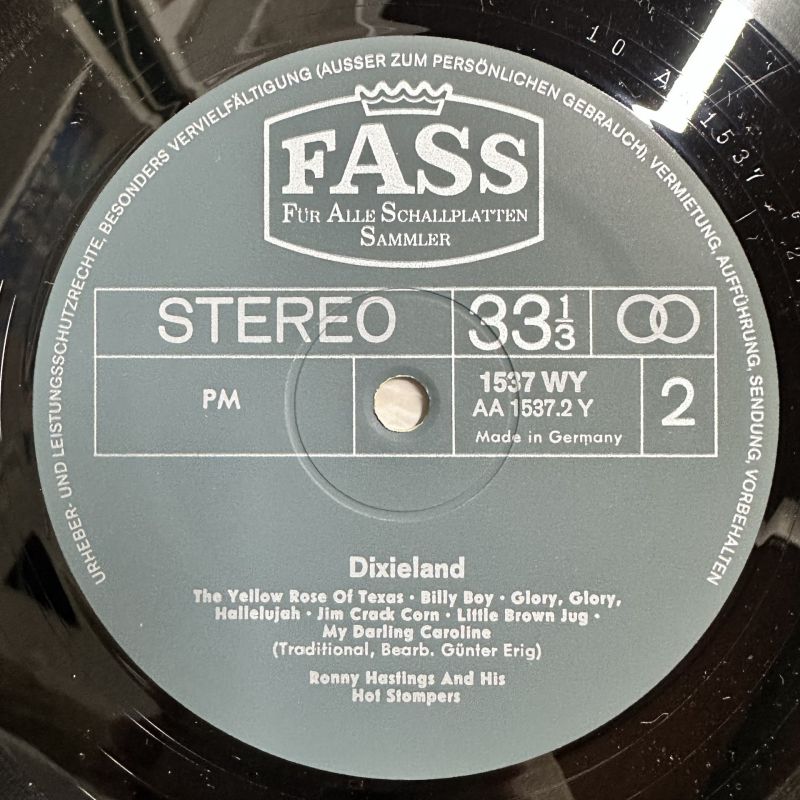 URHEBER- UND LEISTUNGSSCHUTZRECHTE, BESONDERS VERVIELFÄLTIGUNG (AUSSER ZUM PERSÖNLICHEN GEBRAUCH), VERMIETUNG, AUFFÜHRUNG, SENDUNG, VORBEHALTEN
FASS
FÜR ALLE SCHALLPLATTEN
SAMMLER
STEREO 33 1/3
PM
1537 WY
AA 1537.2 Y
Made in Germany
2
Dixieland
The Yellow Rose Of Texas · Billy Boy · Glory, Glory,
Hallelujah · Jim Crack Corn · Little Brown Jug ·
My Darling Caroline
(Traditional, Bearb. Günter Erig)
Ronny Hastings And His
Hot Stompers